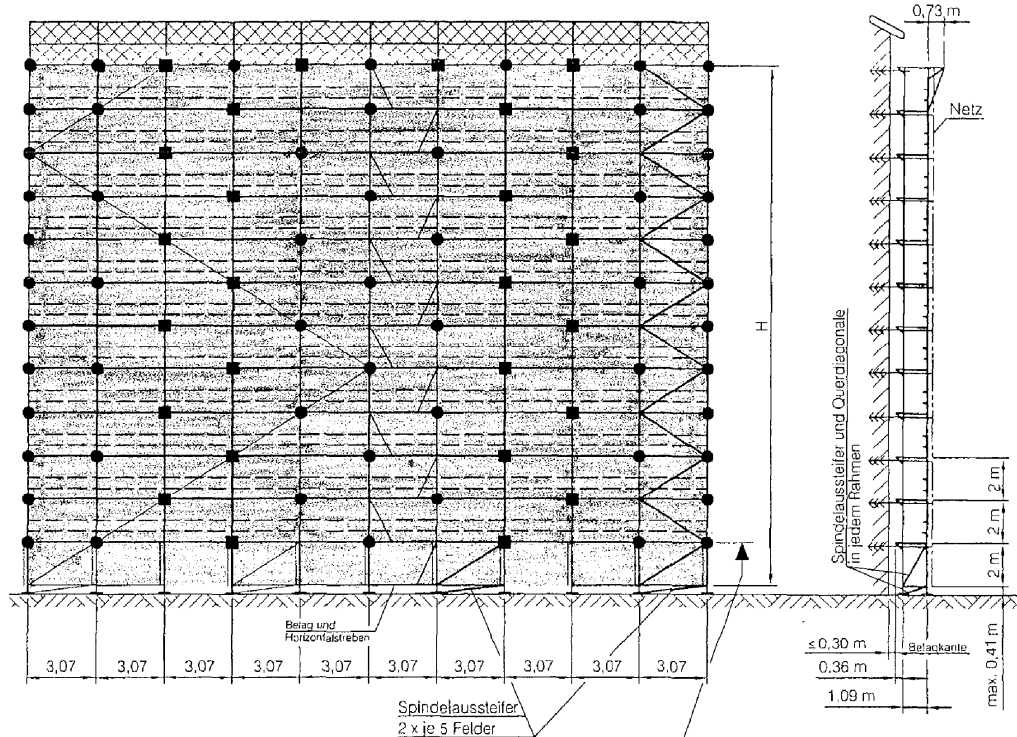 0,73 m
Netz
H
Spindelaussteifer und Querdiagonale
in jedem Rahmen
2 m
2 m
2 m
Belag und
Horizontalstreben
3,07 3,07 3,07 3,07 3,07 3,07 3,07 3,07 3,07 3,07
≤ 0,30 m
Belagkante
0.36 m
1,09 m
max. 0,41 m
Spindelaussteifer
2 x je 5 Felder